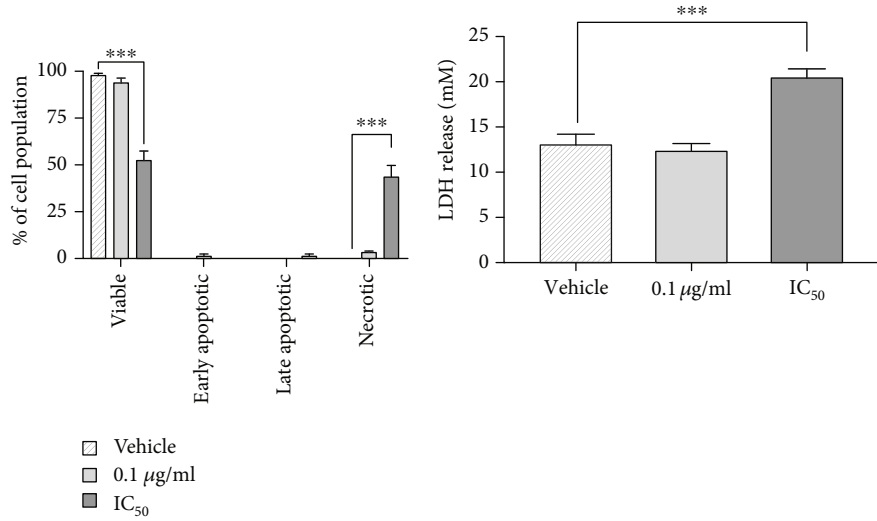 ***
***
100
75
50
25
0
% of cell population
Viable
Early apoptotic
Late apoptotic
Necrotic
Vehicle
0.1 μg/ml
IC₅₀
***
25
20
15
10
5
0
LDH release (mM)
Vehicle
0.1 μg/ml
IC₅₀